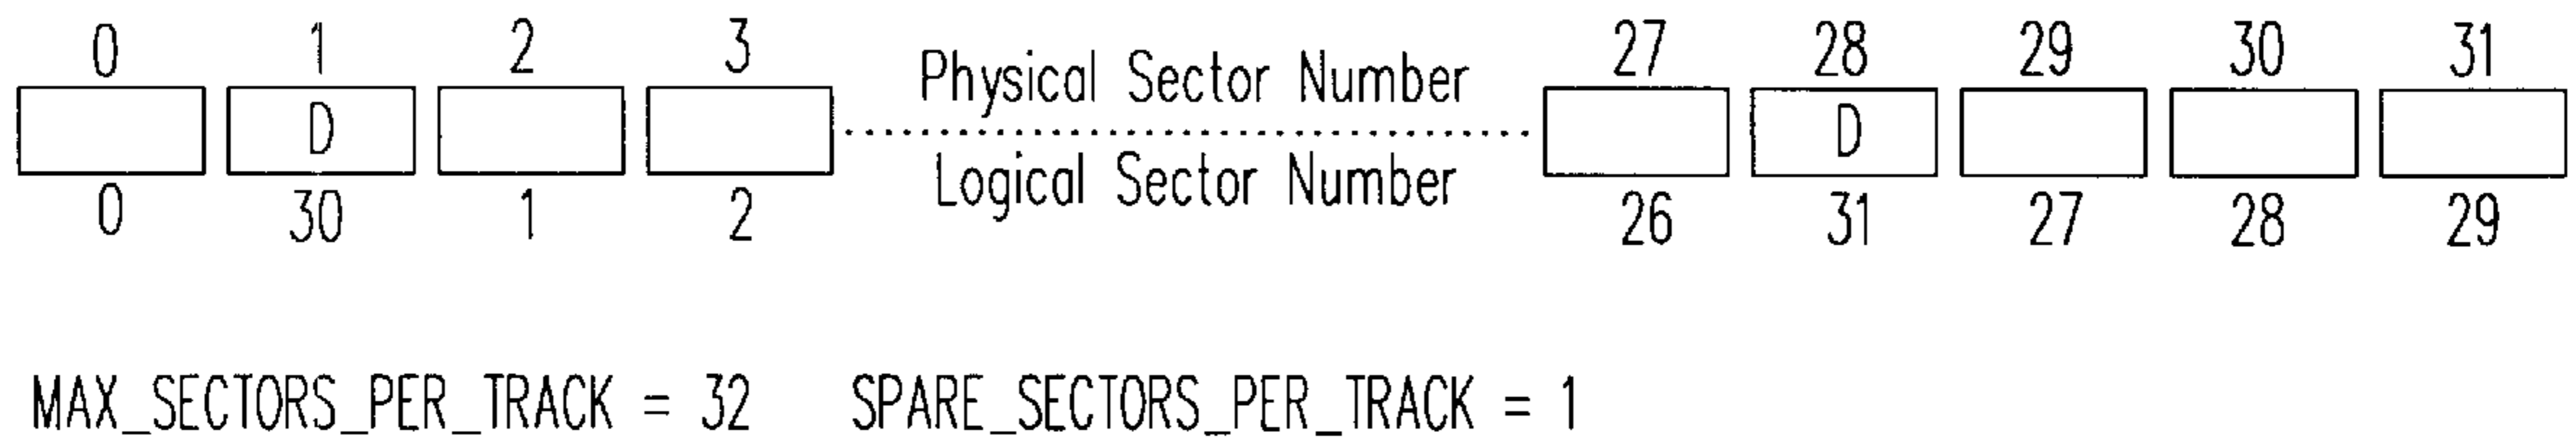 0 1 2 3 27 28 29 30 31
Physical Sector Number
D D
Logical Sector Number
0 30 1 2 26 31 27 28 29
MAX_SECTORS_PER_TRACK = 32 SPARE_SECTORS_PER_TRACK = 1